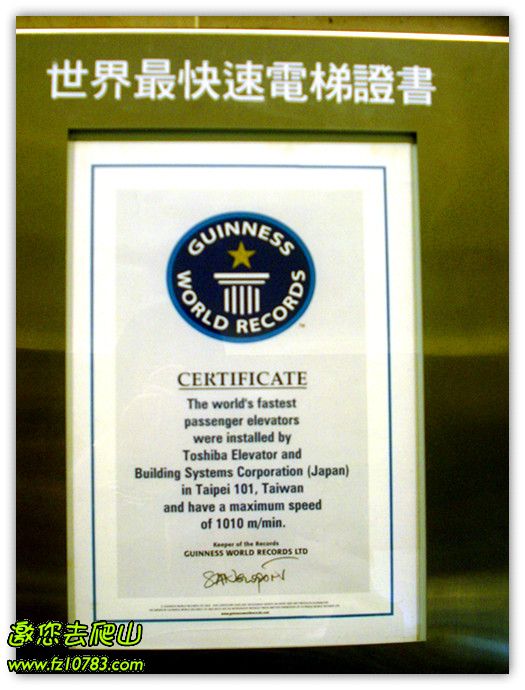 世界最快速電梯證書
GUINNESS
WORLD RECORDS
TM
CERTIFICATE
The world's fastest
passenger elevators
were installed by
Toshiba Elevator and
Building Systems Corporation (Japan)
in Taipei 101, Taiwan
and have a maximum speed
of 1010 m/min.
Keeper of the Records
GUINNESS WORLD RECORDS LTD
邀您去爬山
www.fz10783.com